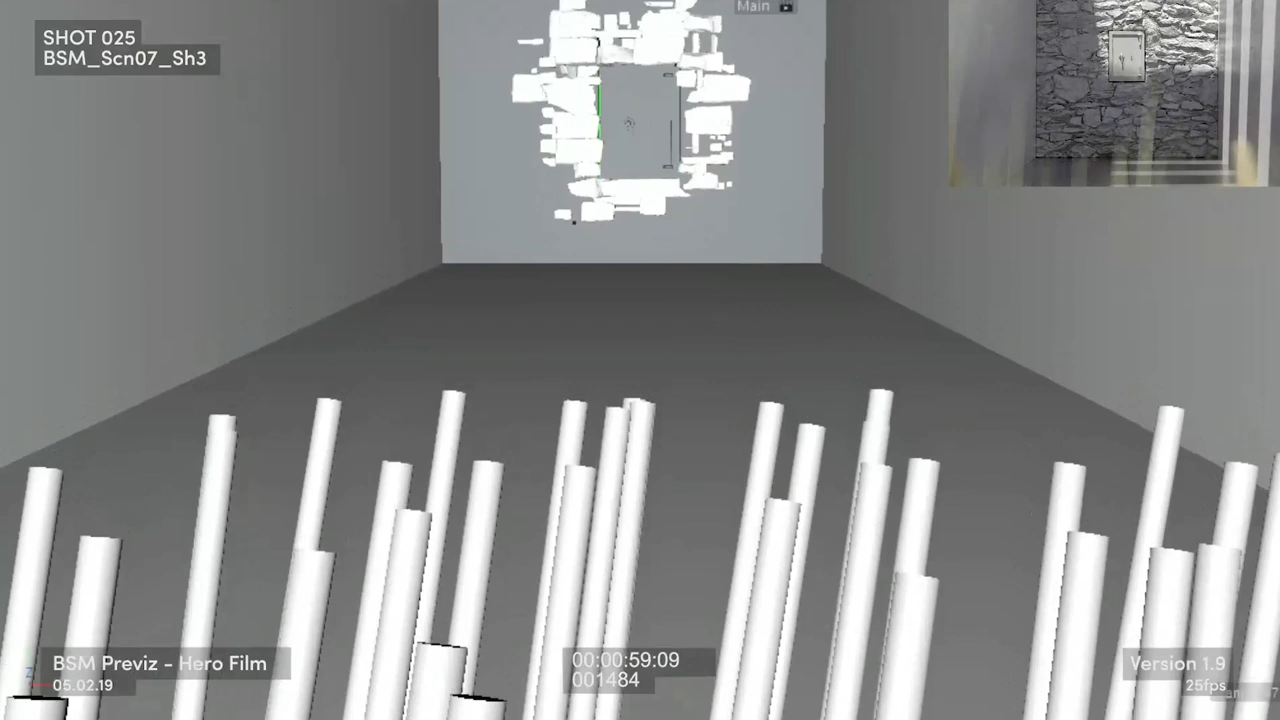 Main
SHOT 025
BSM_Scn07_Sh3
BSM Previz - Hero Film
05.02.19
00:00:59:09
001484
Version 1.9
25fps